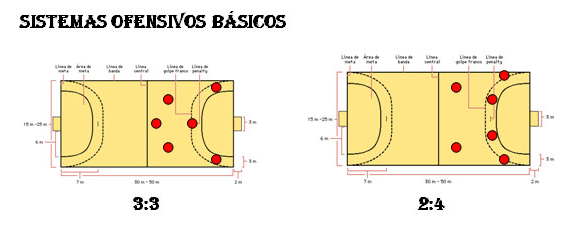 SISTEMAS OFENSIVOS BÁSICOS
Línea de meta
Área de meta
Línea de banda
Línea central
Línea de golpe franco
Línea de penalty
15 m -25 m
6 m
3 m
3 m
7 m
30 m - 50 m
2 m
3:3
Línea de meta
Área de meta
Línea de banda
Línea central
Línea de golpe franco
Línea de penalty
15 m -25 m
6 m
3 m
3 m
7 m
30 m - 50 m
2 m
2:4